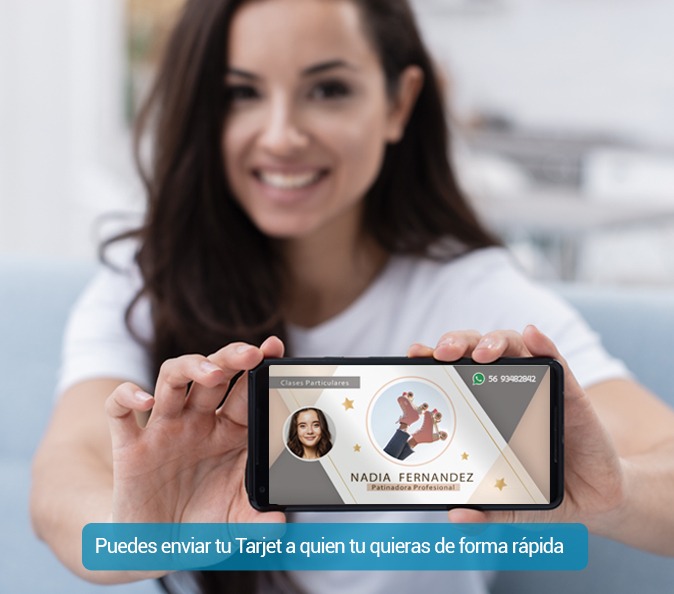 Clases Particulares
56 93482842
NADIA FERNANDEZ
Patinadora Profesional
Puedes enviar tu Tarjet a quien tu quieras de forma rápida